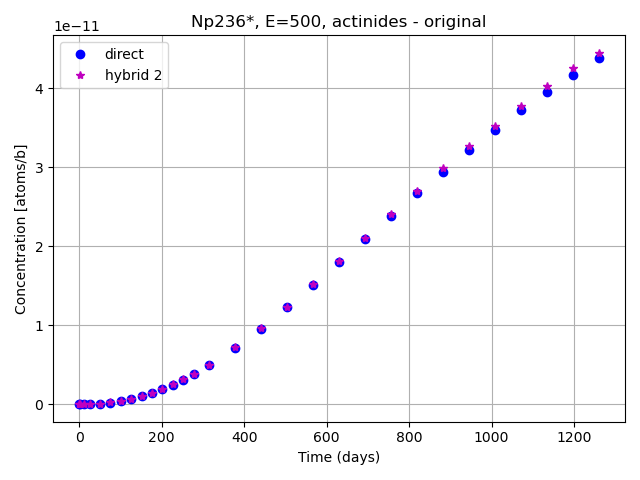 Np236*, E=500, actinides - original
1e−11
direct
hybrid 2
4
3
2
1
0
Concentration [atoms/b]
0 200 400 600 800 1000 1200
Time (days)